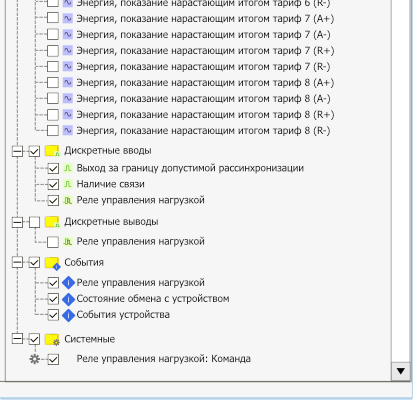 Энергия, показание нарастающим итогом тариф 6 (R-)
Энергия, показание нарастающим итогом тариф 7 (A+)
Энергия, показание нарастающим итогом тариф 7 (A-)
Энергия, показание нарастающим итогом тариф 7 (R+)
Энергия, показание нарастающим итогом тариф 7 (R-)
Энергия, показание нарастающим итогом тариф 8 (A+)
Энергия, показание нарастающим итогом тариф 8 (A-)
Энергия, показание нарастающим итогом тариф 8 (R+)
Энергия, показание нарастающим итогом тариф 8 (R-)
Дискретные вводы
Выход за границу допустимой рассинхронизации
Наличие связи
Реле управления нагрузкой
Дискретные выводы
Реле управления нагрузкой
События
Реле управления нагрузкой
Состояние обмена с устройством
События устройства
Системные
Реле управления нагрузкой: Команда